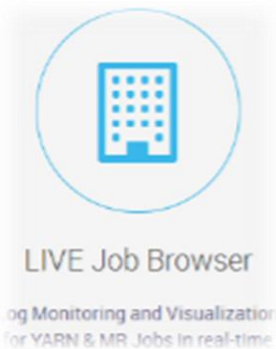 LIVE Job Browser
og Monitoring and Visualization
for YARN & MR Jobs in real-time